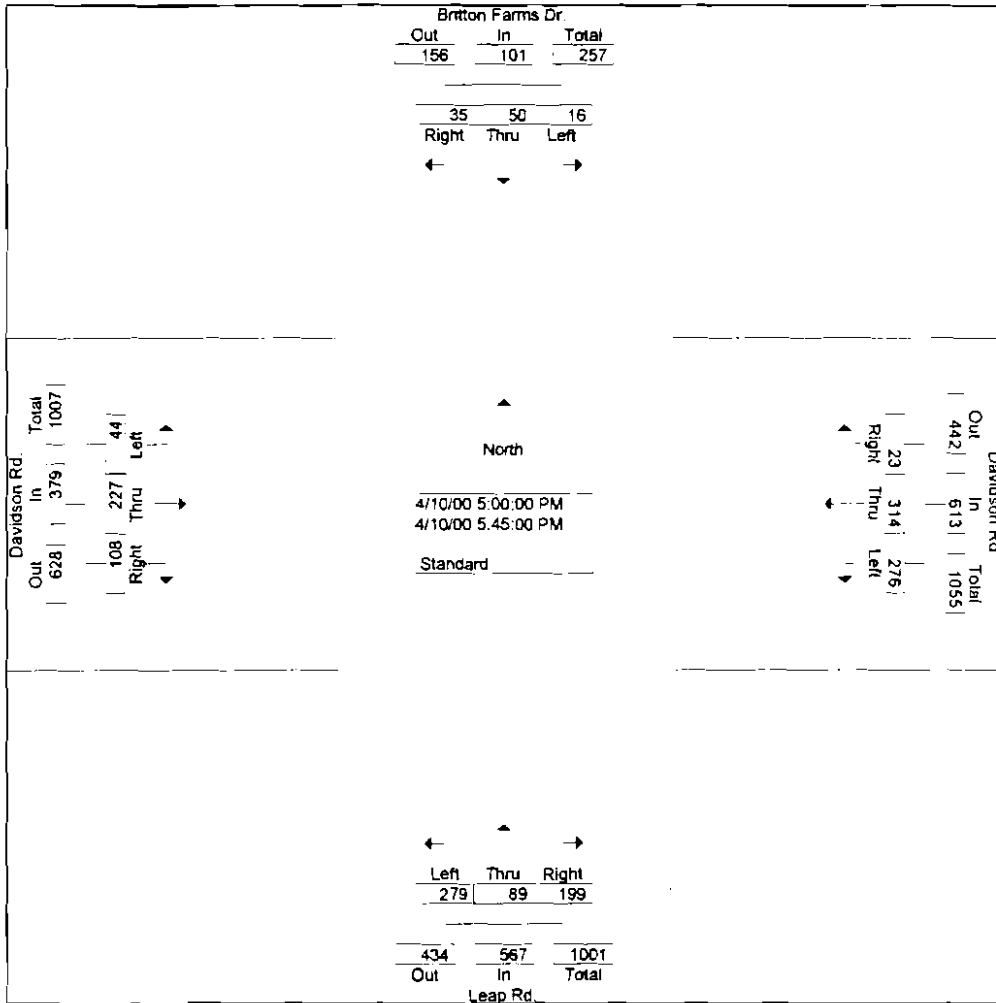 Britton Farms Dr.
Out In Total
156 101 257
35 50 16
Right Thru Left
Davidson Rd.
Total 1007
In 379
Out 628
44 Left
227 Thru
108 Right
North
4/10/00 5:00:00 PM
4/10/00 5:45:00 PM
Standard
Right 23
Thru 314
Left 276
Out 442
In 613
Total 1055
Davidson Rd
Left Thru Right
279 89 199
434 567 1001
Out In Total
Leap Rd.